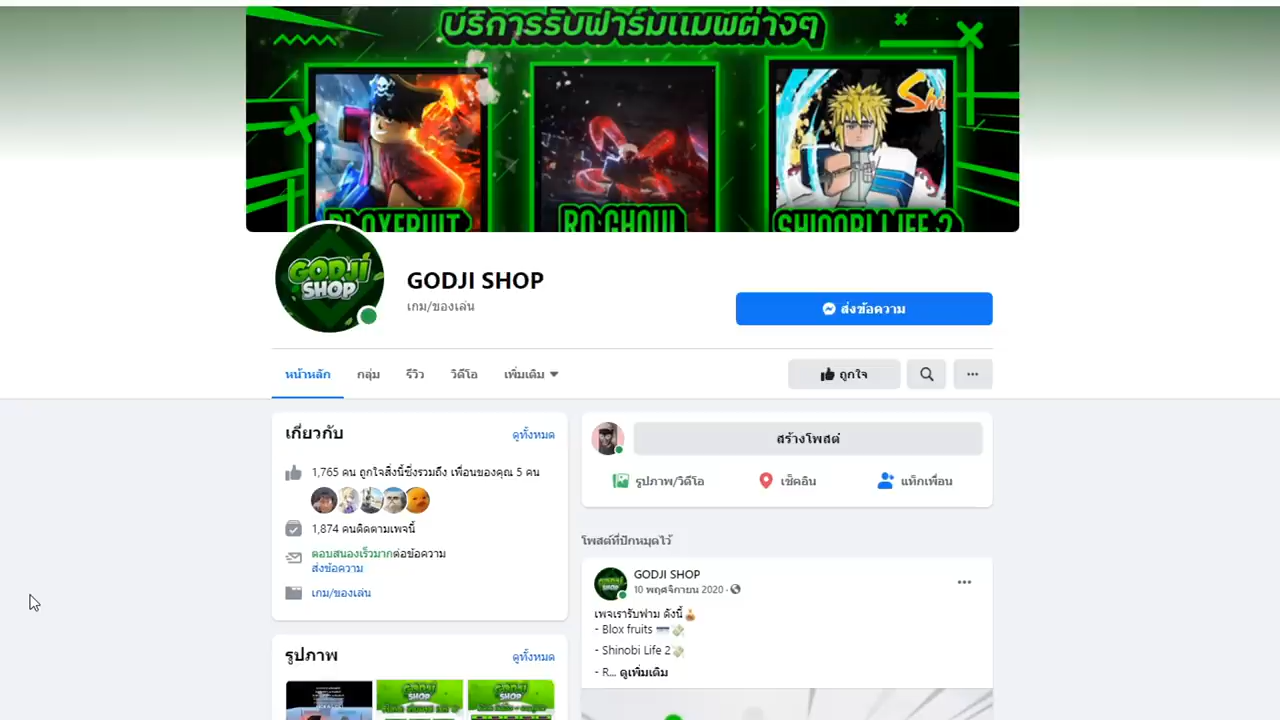 บริการรับฟาร์มแมพต่างๆ
She
BLOXFRUIT
RO GHOUL
SHINOBI LIFE 2
GODJI
SHOP
GODJI SHOP
เกม/ของเล่น
ส่งข้อความ
หน้าหลัก
กลุ่ม
รีวิว
วิดีโอ
เพิ่มเติม
ถูกใจ
เกี่ยวกับ
ดูทั้งหมด
1,765 คน ถูกใจสิ่งนี้ซึ่งรวมถึง เพื่อนของคุณ 5 คน
1,874 คนติดตามเพจนี้
ตอบสนองเร็วมากต่อข้อความ
ส่งข้อความ
เกม/ของเล่น
รูปภาพ
ดูทั้งหมด
GODJI
SHOP
GODJI
SHOP
สร้างโพสต์
รูปภาพ/วิดีโอ
เช็คอิน
แท็กเพื่อน
โพสต์ที่ปักหมุดไว้
GODJI SHOP
10 พฤศจิกายน 2020 ·
เพจเรารับฟาม ดังนี้
- Blox fruits
- Shinobi Life 2
- R... ดูเพิ่มเติม